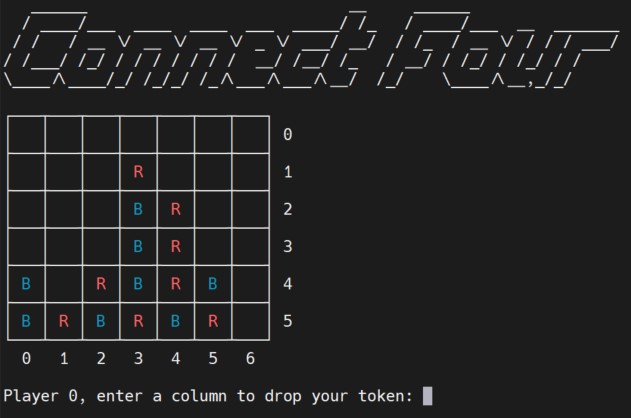 Connect Four
0
R 1
B R 2
B R 3
B R B R B 4
B R B R B R 5
0 1 2 3 4 5 6
Player 0, enter a column to drop your token: